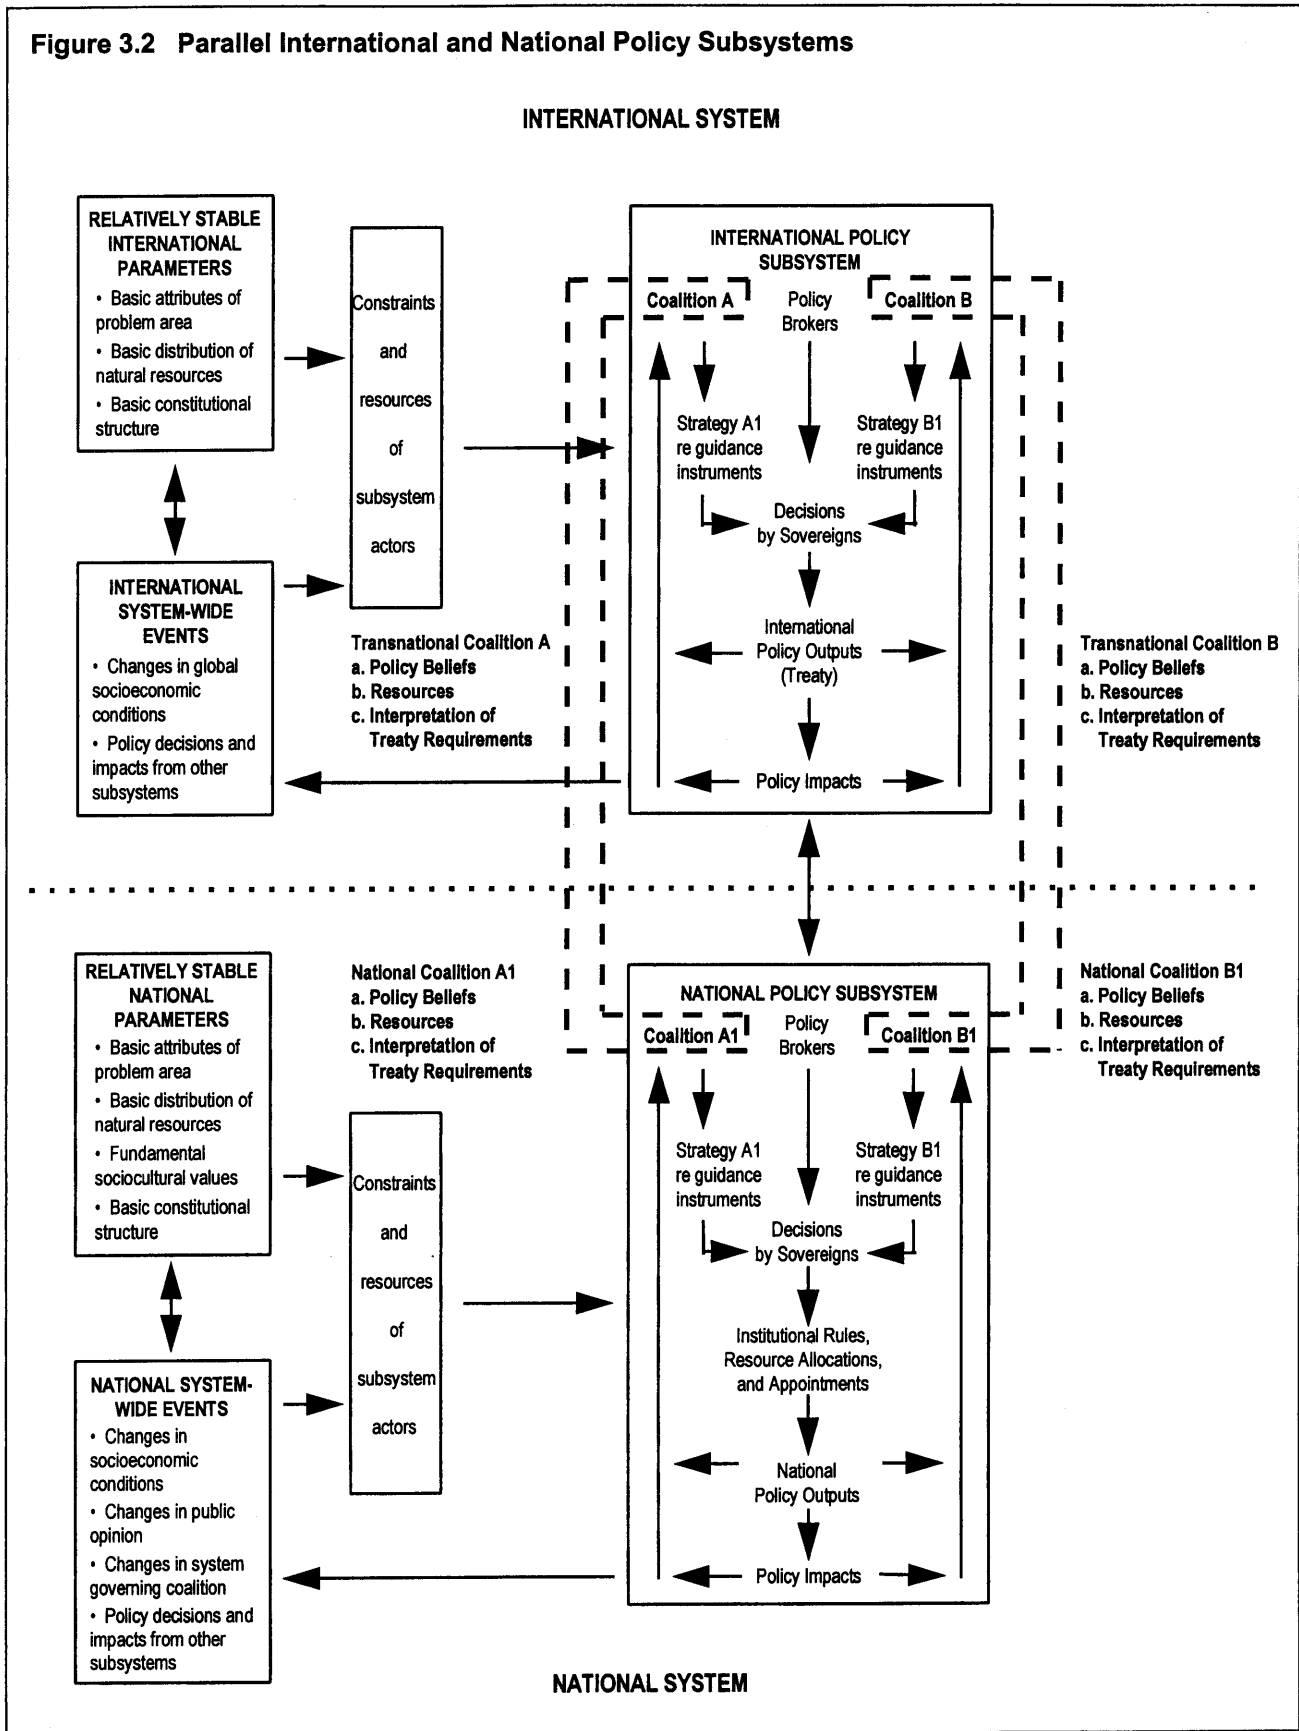 Figure 3.2 Parallel International and National Policy Subsystems
INTERNATIONAL SYSTEM
RELATIVELY STABLE
INTERNATIONAL
PARAMETERS
• Basic attributes of
problem area
• Basic distribution of
natural resources
• Basic constitutional
structure
INTERNATIONAL
SYSTEM-WIDE
EVENTS
• Changes in global
socioeconomic
conditions
• Policy decisions and
impacts from other
subsystems
Constraints
and
resources
of
subsystem
actors
Transnational Coalition A
a. Policy Beliefs
b. Resources
c. Interpretation of
Treaty Requirements
INTERNATIONAL POLICY
SUBSYSTEM
Coalition A
Policy
Brokers
Coalition B
Strategy A1
re guidance
instruments
Strategy B1
re guidance
instruments
Decisions
by Sovereigns
International
Policy Outputs
(Treaty)
Policy Impacts
Transnational Coalition B
a. Policy Beliefs
b. Resources
c. Interpretation of
Treaty Requirements
RELATIVELY STABLE
NATIONAL
PARAMETERS
• Basic attributes of
problem area
• Basic distribution of
natural resources
• Fundamental
sociocultural values
• Basic constitutional
structure
NATIONAL SYSTEM-
WIDE EVENTS
• Changes in
socioeconomic
conditions
• Changes in public
opinion
• Changes in system
governing coalition
• Policy decisions and
impacts from other
subsystems
National Coalition A1
a. Policy Beliefs
b. Resources
c. Interpretation of
Treaty Requirements
Constraints
and
resources
of
subsystem
actors
NATIONAL POLICY SUBSYSTEM
Coalition A1
Policy
Brokers
Coalition B1
Strategy A1
re guidance
instruments
Strategy B1
re guidance
instruments
Decisions
by Sovereigns
Institutional Rules,
Resource Allocations,
and Appointments
National
Policy Outputs
Policy Impacts
National Coalition B1
a. Policy Beliefs
b. Resources
c. Interpretation of
Treaty Requirements
NATIONAL SYSTEM